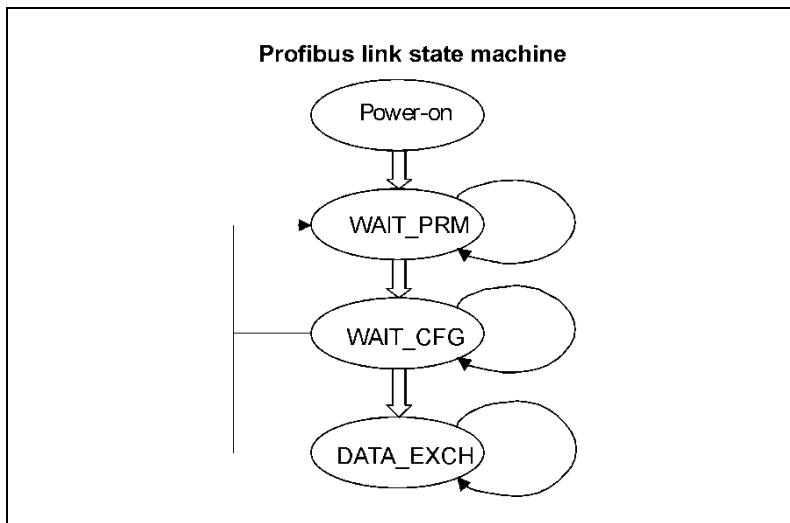 Profibus link state machine
Power-on
WAIT_PRM
WAIT_CFG
DATA_EXCH